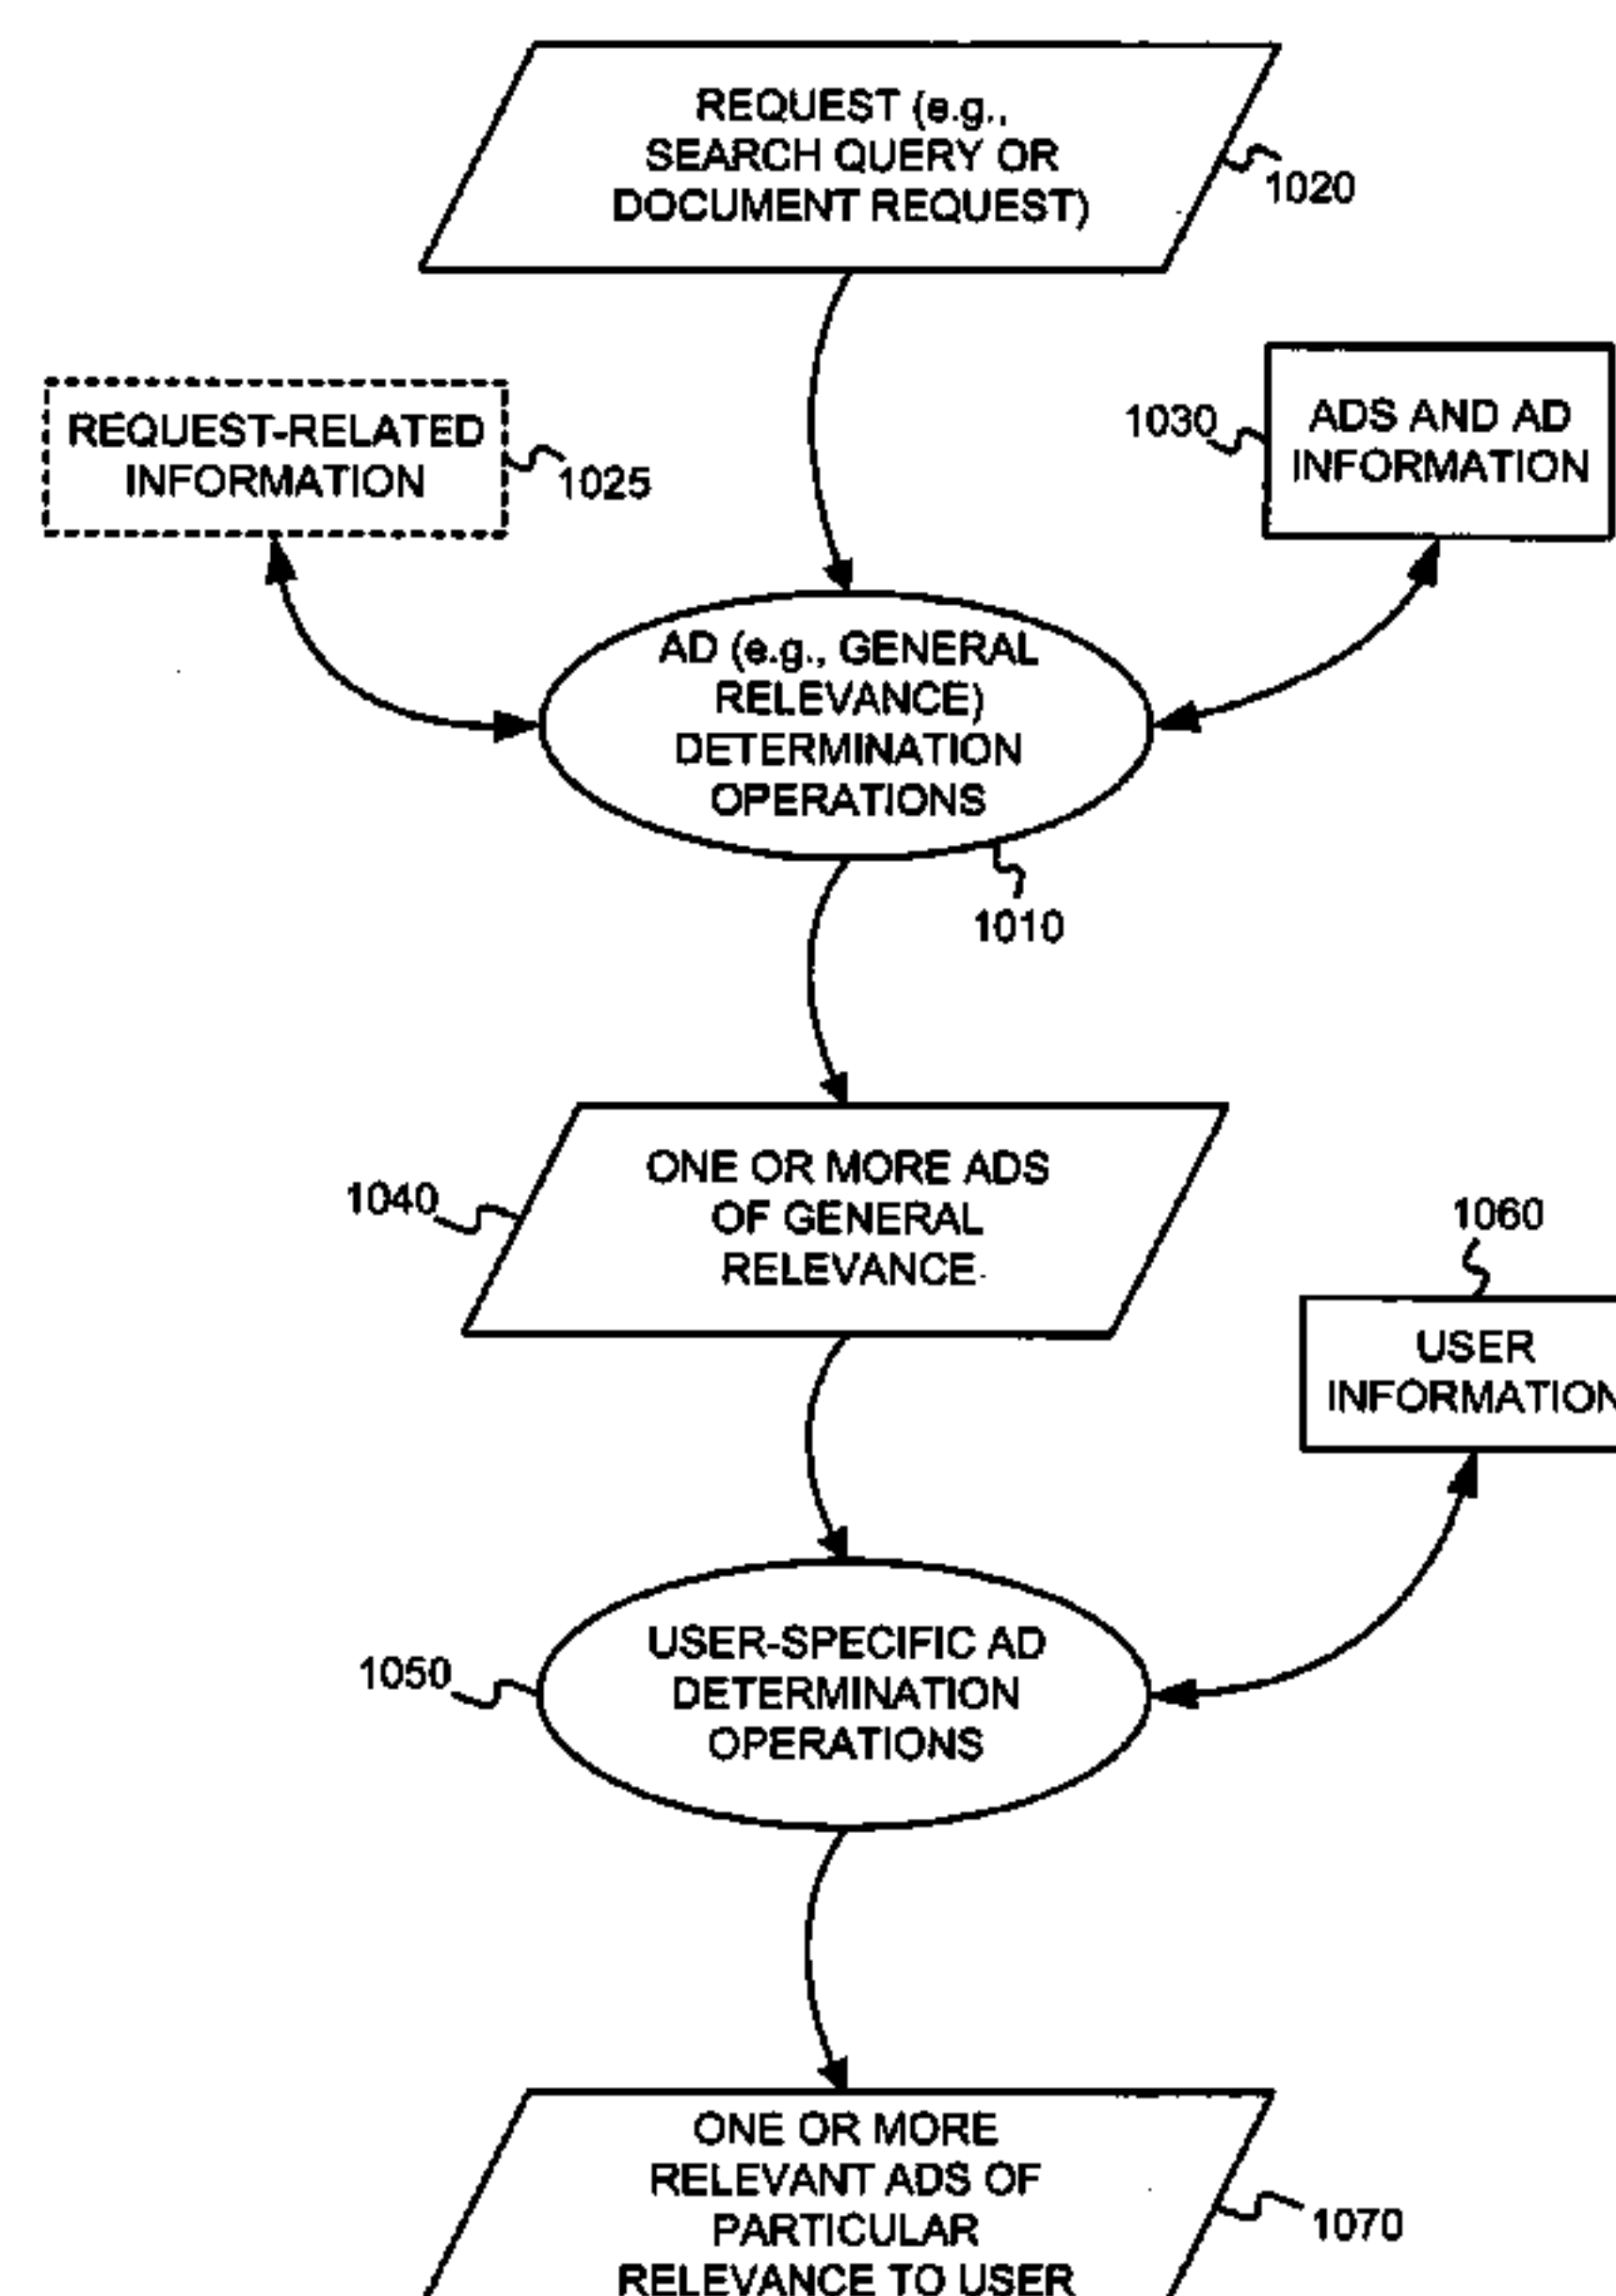 REQUEST (e.g.,
SEARCH QUERY OR
DOCUMENT REQUEST)
1020
REQUEST-RELATED
INFORMATION
1025
1030
ADS AND AD
INFORMATION
AD (e.g., GENERAL
RELEVANCE)
DETERMINATION
OPERATIONS
1010
1040
ONE OR MORE ADS
OF GENERAL
RELEVANCE
1060
USER
INFORMATION
1050
USER-SPECIFIC AD
DETERMINATION
OPERATIONS
ONE OR MORE
RELEVANT ADS OF
PARTICULAR
RELEVANCE TO USER
1070